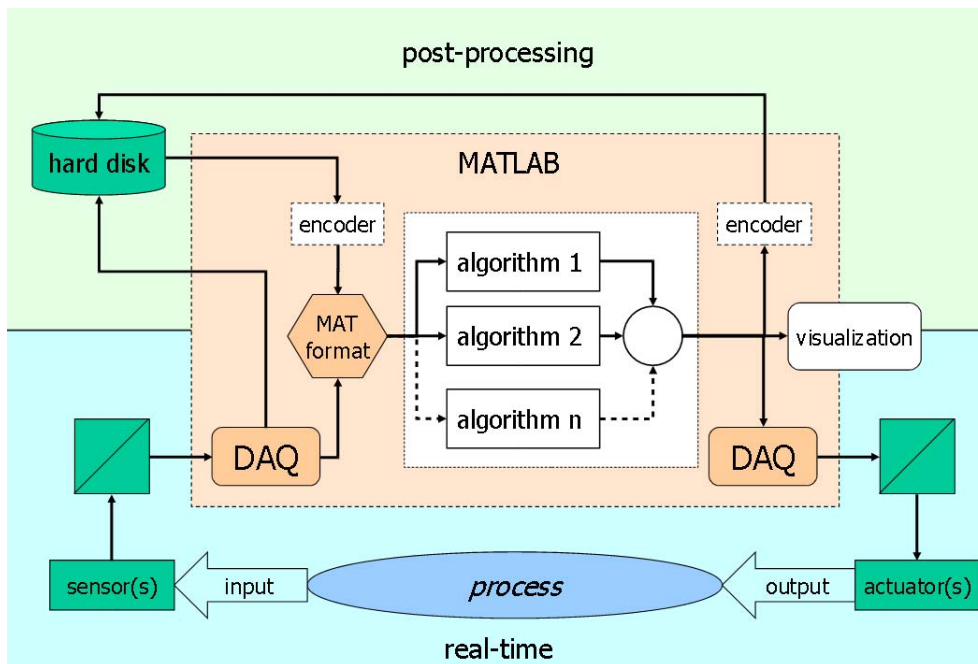 post-processing
hard disk
MATLAB
encoder
encoder
algorithm 1
MAT
format
algorithm 2
visualization
algorithm n
DAQ
DAQ
sensor(s)
input
process
output
actuator(s)
real-time